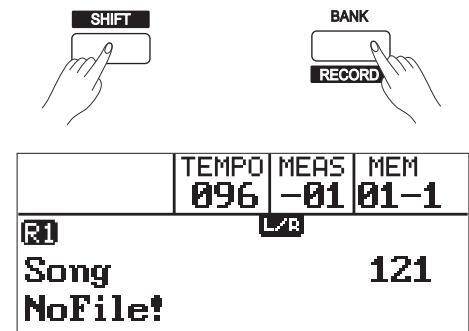 SHIFT BANK
RECORD
TEMPO MEAS MEM
096 -01 01-1
R1 L/R
Song 121
NoFile!